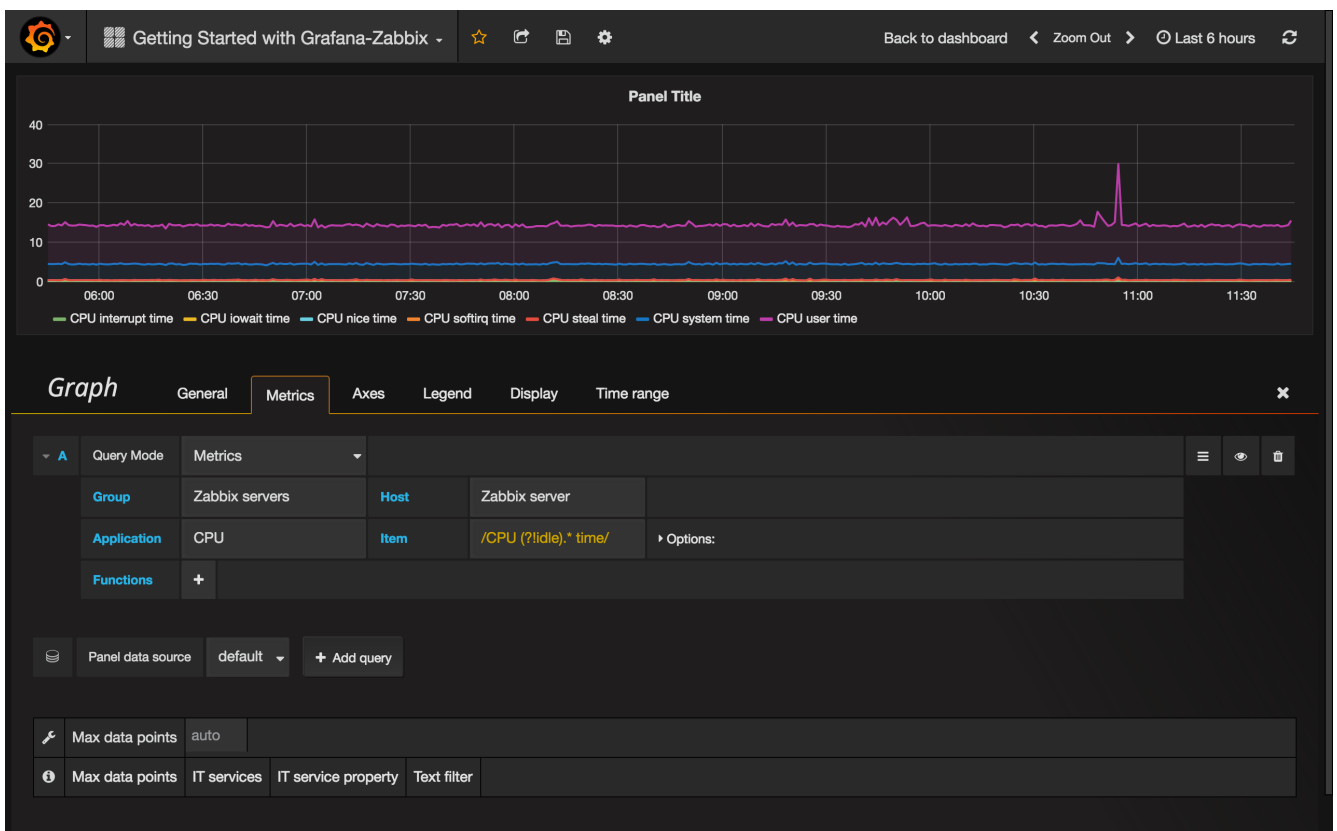 Getting Started with Grafana-Zabbix Back to dashboard Zoom Out Last 6 hours
Panel Title
40
30
20
10
0
06:00 06:30 07:00 07:30 08:00 08:30 09:00 09:30 10:00 10:30 11:00 11:30
CPU interrupt time CPU iowait time CPU nice time CPU softirq time CPU steal time CPU system time CPU user time
Graph General Metrics Axes Legend Display Time range
A Query Mode Metrics
Group Zabbix servers Host Zabbix server
Application CPU Item /CPU (?!idle).* time/ Options:
Functions +
Panel data source default + Add query
Max data points auto
Max data points IT services IT service property Text filter